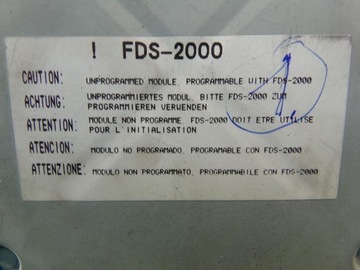 ! FDS-2000
CAUTION: UNPROGRAMMED MODULE, PROGRAMMABLE WITH FDS-2000
ACHTUNG: UNPROGRAMMIERTES MODUL, BITTE FDS-2000 ZUM
PROGRAMMIEREN VERWENDEN
ATTENTION: MODULE NON PROGRAMME, FDS-2000 DOIT ETRE UTILISE
POUR L'INITIALISATION
ATENCION: MODULO NO PROGRAMADO, PROGRAMABLE CON FDS-2000
ATTENZIONE: MODULO NON PROGRAMMATO, PROGRAMMABILE CON FDS-2000